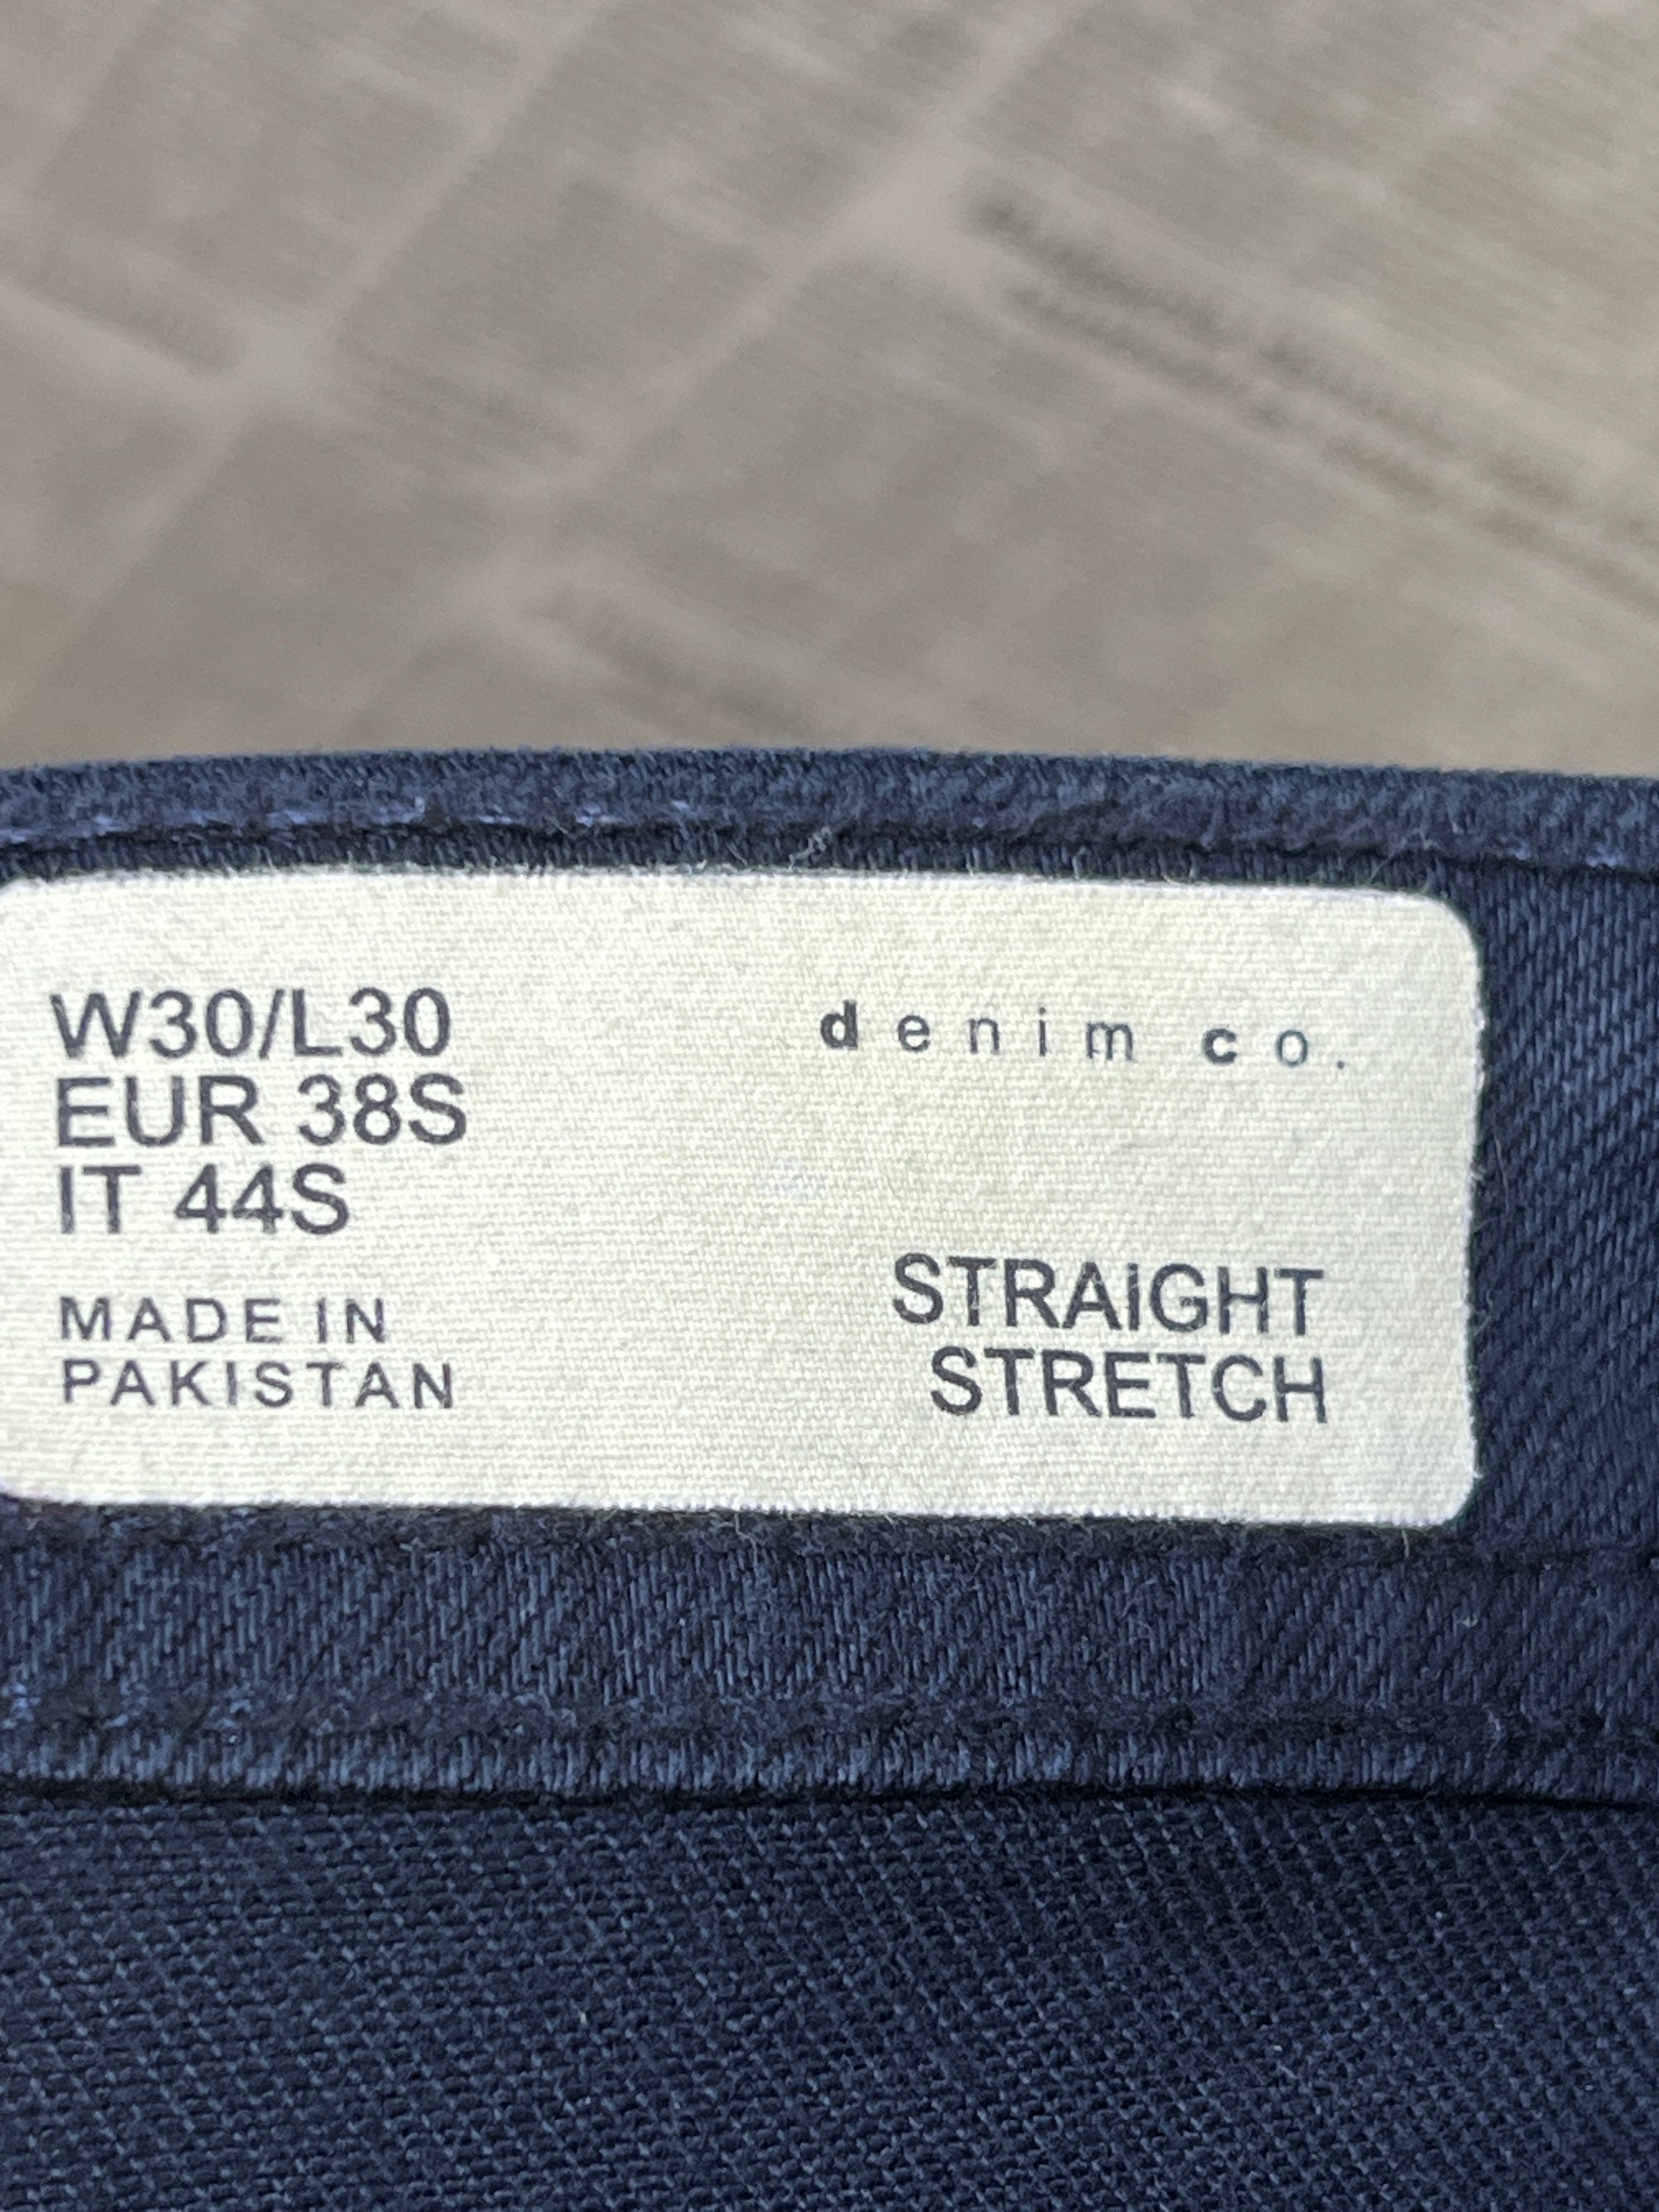 W30/L30
EUR 38S
IT 44S
MADE IN
PAKISTAN
denim co.
STRAIGHT
STRETCH